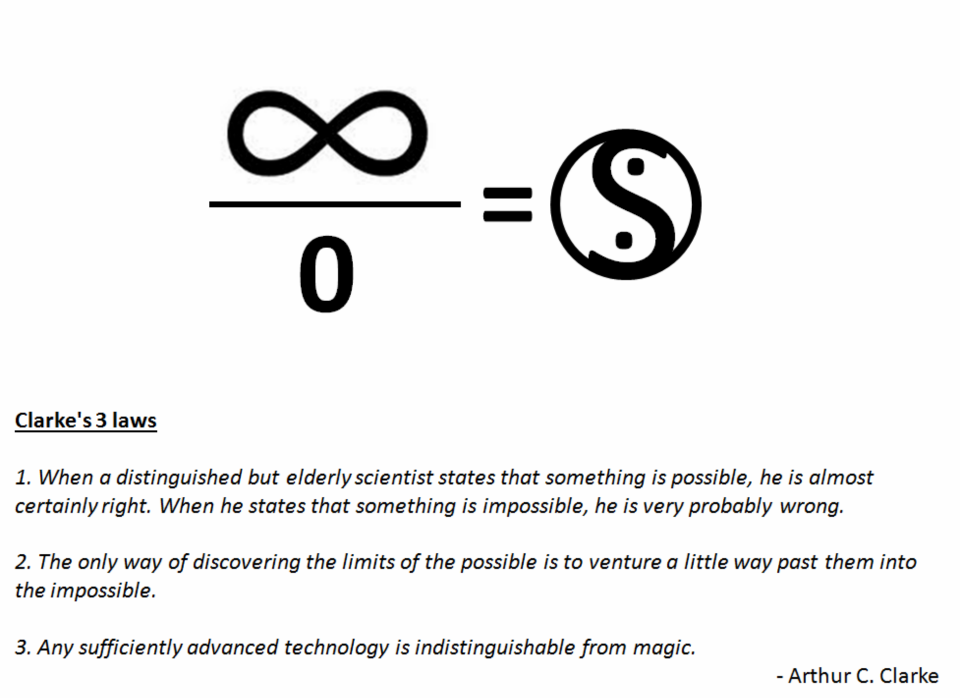 ∞
0
=
Clarke's 3 laws
1. When a distinguished but elderly scientist states that something is possible, he is almost
certainly right. When he states that something is impossible, he is very probably wrong.
2. The only way of discovering the limits of the possible is to venture a little way past them into
the impossible.
3. Any sufficiently advanced technology is indistinguishable from magic.
- Arthur C. Clarke